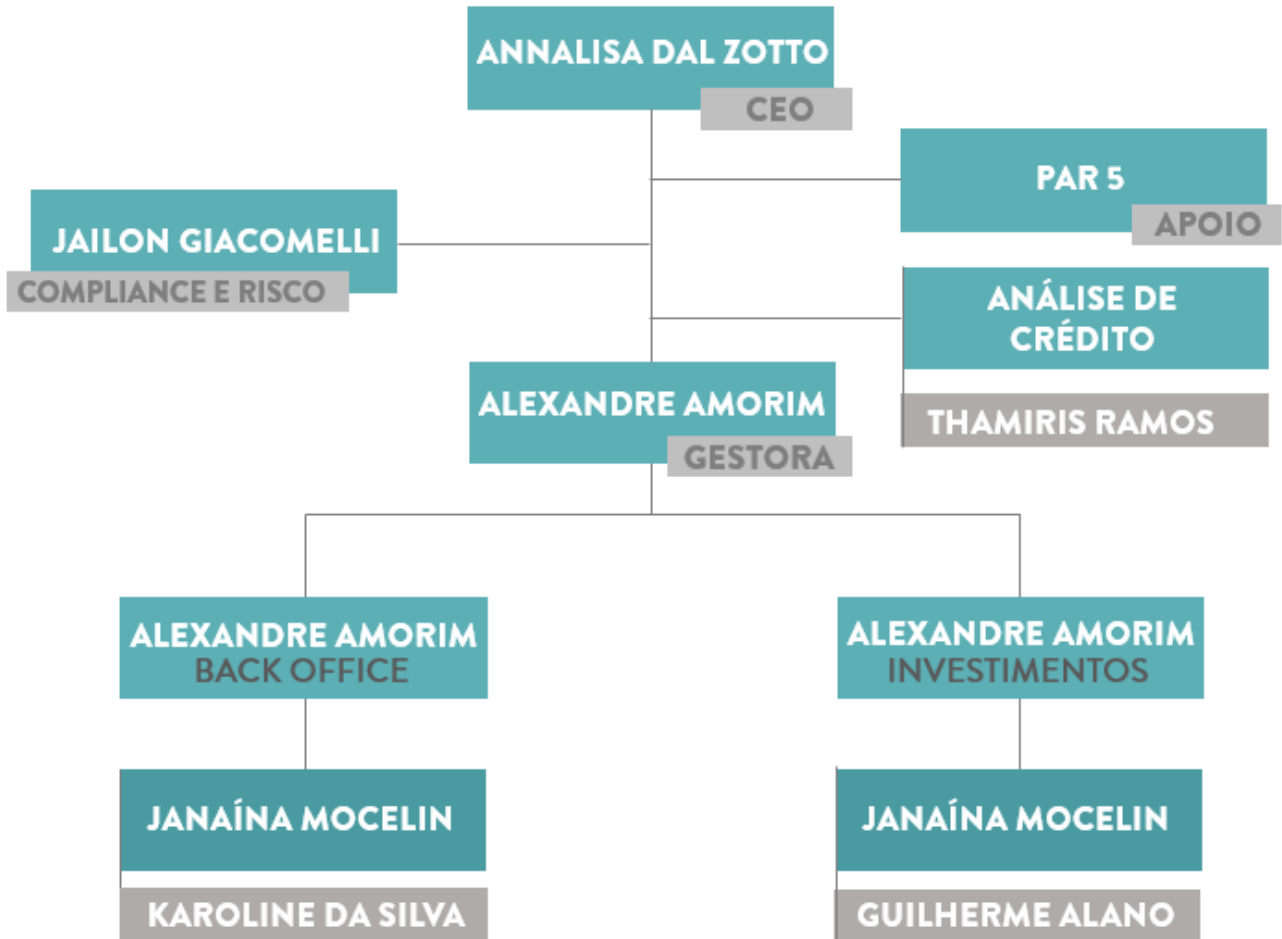 ANNALISA DAL ZOTTO
CEO
PAR 5
APOIO
JAILON GIACOMELLI
COMPLIANCE E RISCO
ANÁLISE DE
CRÉDITO
THAMIRIS RAMOS
ALEXANDRE AMORIM
GESTORA
ALEXANDRE AMORIM
BACK OFFICE
ALEXANDRE AMORIM
INVESTIMENTOS
JANAÍNA MOCELIN
JANAÍNA MOCELIN
KAROLINE DA SILVA
GUILHERME ALANO